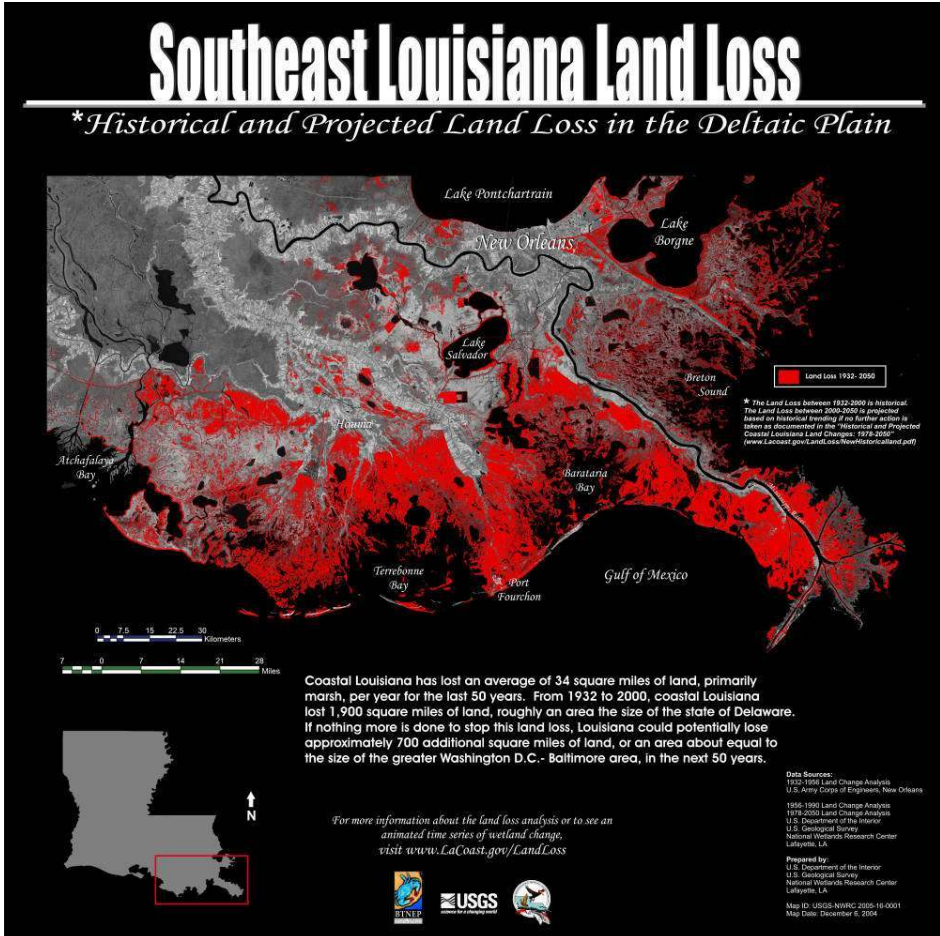 Southeast Louisiana Land Loss
*Historical and Projected Land Loss in the Deltaic Plain
Lake Pontchartrain
New Orleans
Lake
Borgne
Lake
Salvador
Breton
Sound
Land Loss 1932- 2050
* The Land Loss between 1932-2000 is historical.
The Land Loss between 2000-2050 is projected
based on historical trending if no further action is
taken as documented in the "Historical and Projected
Coastal Louisiana Land Changes: 1978-2050"
(www.Lacoast.gov/LandLoss/NewHistoricalland.pdf)
Houma
Atchafalaya
Bay
Barataria
Bay
Terrebonne
Bay
Port
Fourchon
Gulf of Mexico
0 7.5 15 22.5 30
Kilometers
7 0 7 14 21 28
Miles
Coastal Louisiana has lost an average of 34 square miles of land, primarily
marsh, per year for the last 50 years. From 1932 to 2000, coastal Louisiana
lost 1,900 square miles of land, roughly an area the size of the state of Delaware.
If nothing more is done to stop this land loss, Louisiana could potentially lose
approximately 700 additional square miles of land, or an area about equal to
the size of the greater Washington D.C.- Baltimore area, in the next 50 years.
N
For more information about the land loss analysis or to see an
animated time series of wetland change,
visit www.LaCoast.gov/LandLoss
BTNEP
USGS
science for a changing world
Data Sources:
1932-1956 Land Change Analysis
U.S. Army Corps of Engineers, New Orleans
1956-1990 Land Change Analysis
1978-2050 Land Change Analysis
U.S. Department of the Interior
U.S. Geological Survey
National Wetlands Research Center
Lafayette, LA
Prepared by:
U.S. Department of the Interior
U.S. Geological Survey
National Wetlands Research Center
Lafayette, LA
Map ID: USGS-NWRC 2005-16-0001
Map Date: December 6, 2004